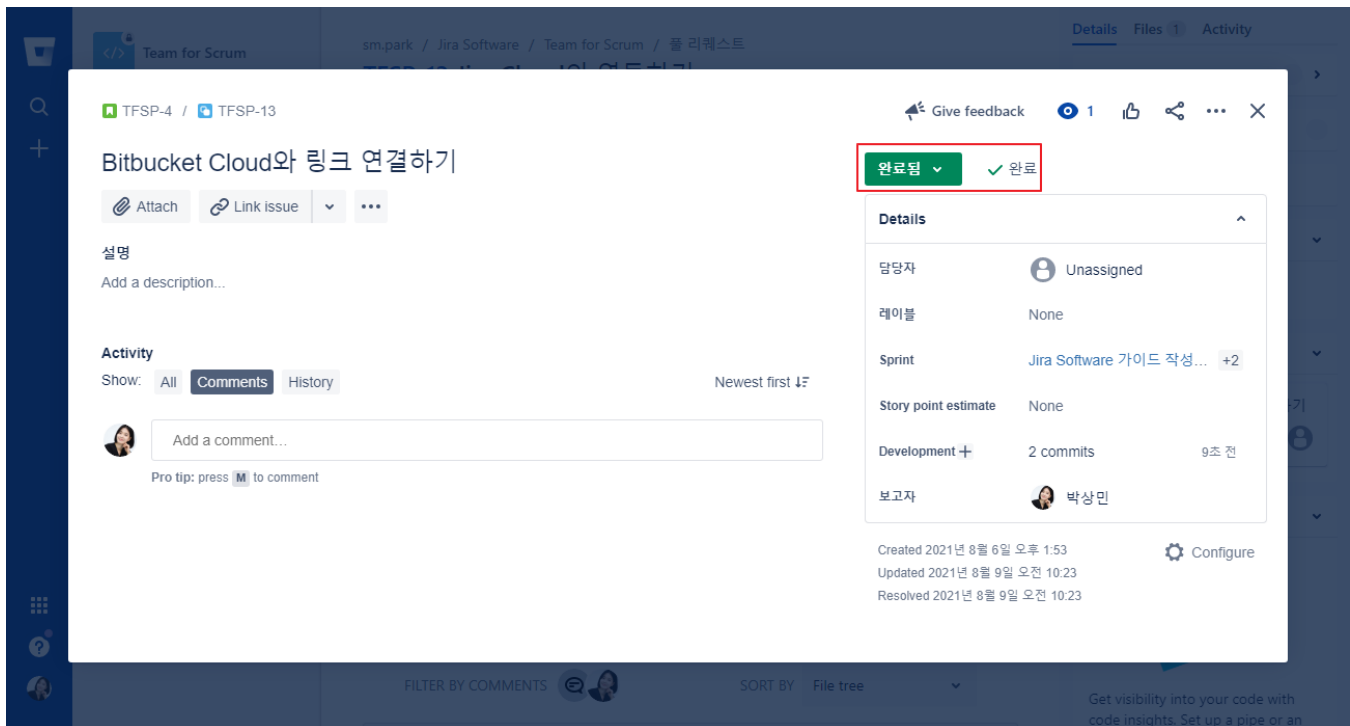 Team for Scrum
sm.park / Jira Software / Team for Scrum / 풀 리퀘스트
Details Files 1 Activity
TFSP-4 / TFSP-13
Give feedback 1
Bitbucket Cloud와 링크 연결하기
완료됨 완료
Attach Link issue
Details
설명
Add a description...
담당자 Unassigned
레이블 None
Activity
Sprint Jira Software 가이드 작성... +2
Show: All Comments History Newest first
Story point estimate None
Add a comment...
Development 2 commits 9초 전
Pro tip: press M to comment
보고자 박상민
Created 2021년 8월 6일 오후 1:53
Configure
Updated 2021년 8월 9일 오전 10:23
Resolved 2021년 8월 9일 오전 10:23
FILTER BY COMMENTS SORT BY File tree
Get visibility into your code with
code insights. Set up a pipe or an